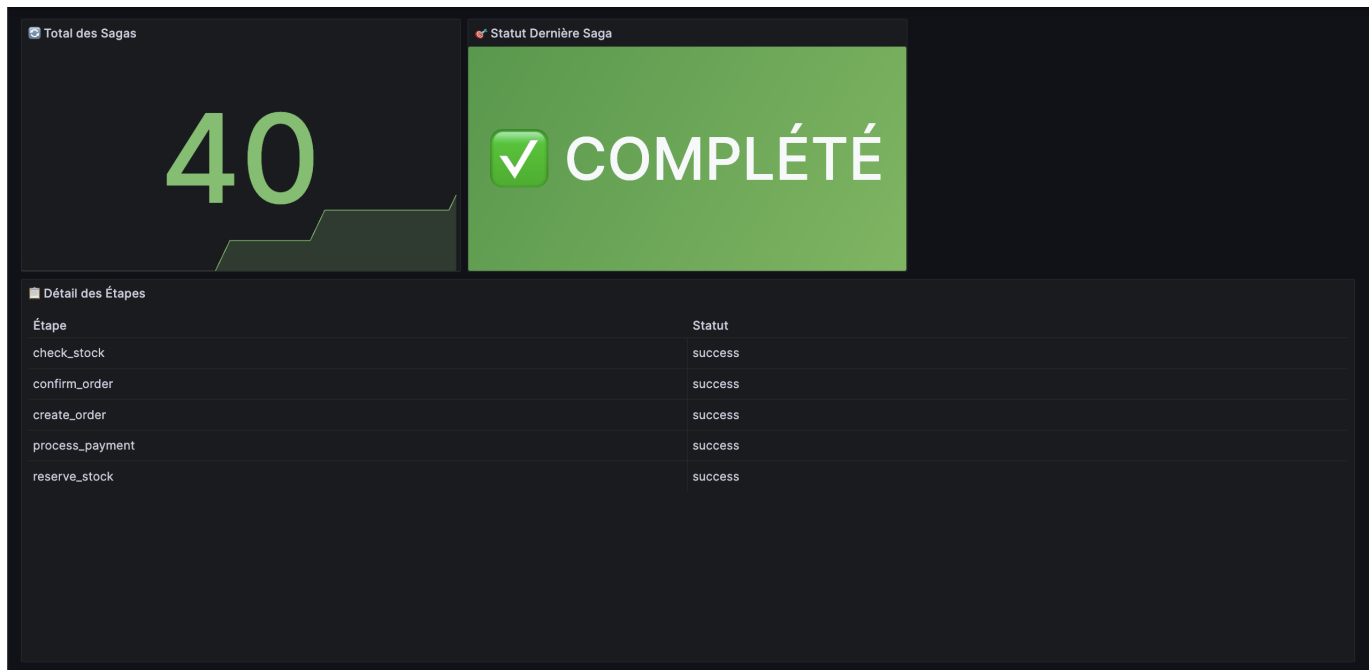 Total des Sagas
40
🎯 Statut Dernière Saga
✅ COMPLÉTÉ
📋 Détail des Étapes
Étape Statut
check_stock success
confirm_order success
create_order success
process_payment success
reserve_stock success